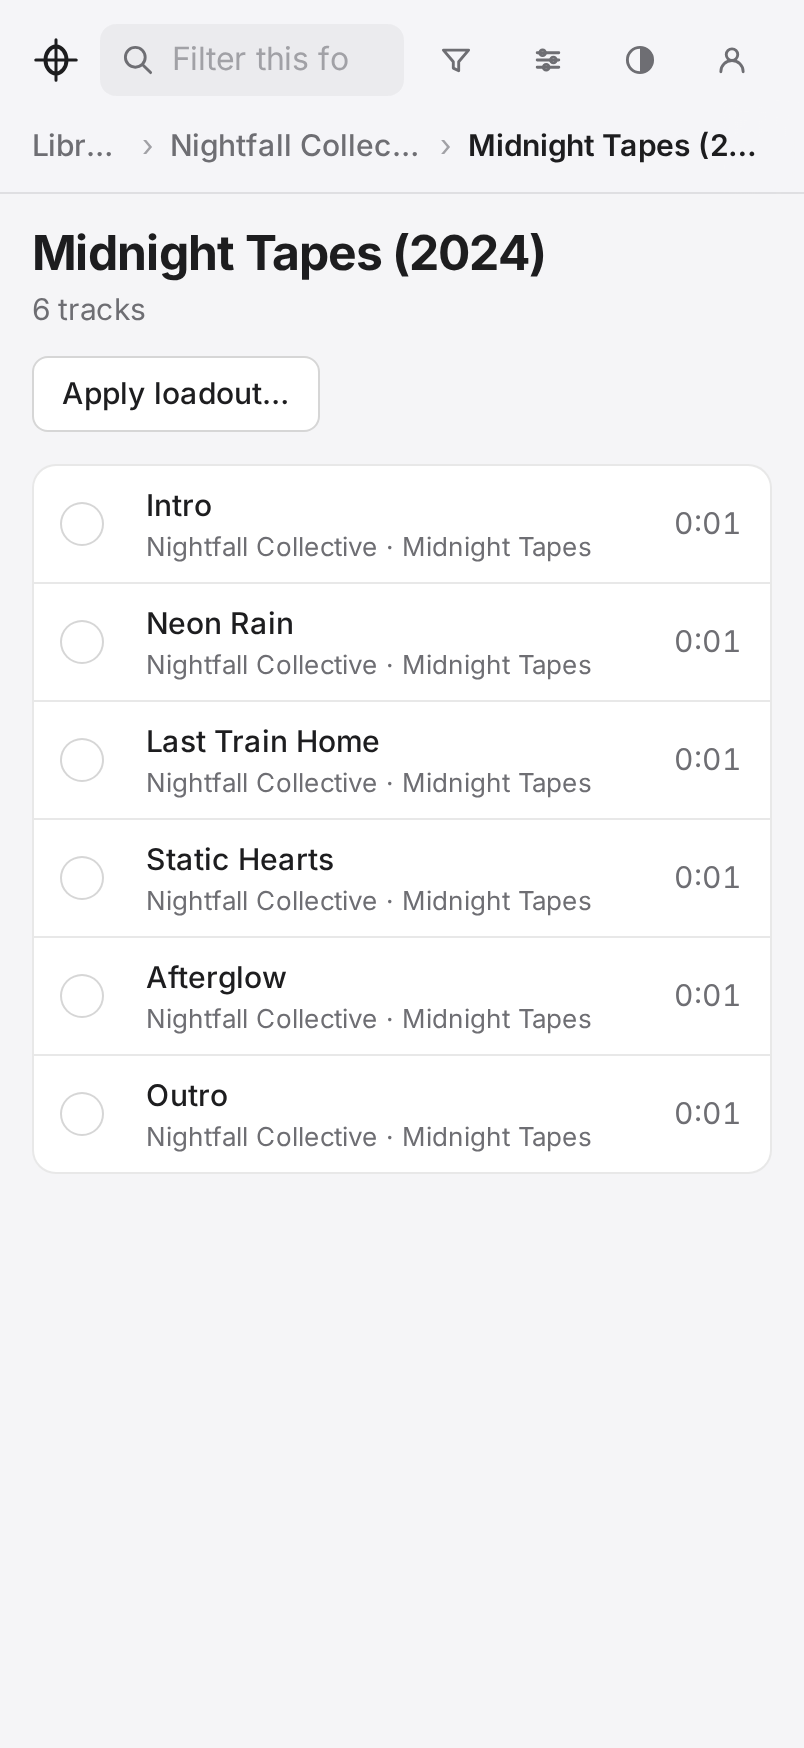 Filter this fo
Libr... › Nightfall Collec... › Midnight Tapes (2...
Midnight Tapes (2024)
6 tracks
Apply loadout...
Intro
Nightfall Collective · Midnight Tapes
0:01
Neon Rain
Nightfall Collective · Midnight Tapes
0:01
Last Train Home
Nightfall Collective · Midnight Tapes
0:01
Static Hearts
Nightfall Collective · Midnight Tapes
0:01
Afterglow
Nightfall Collective · Midnight Tapes
0:01
Outro
Nightfall Collective · Midnight Tapes
0:01